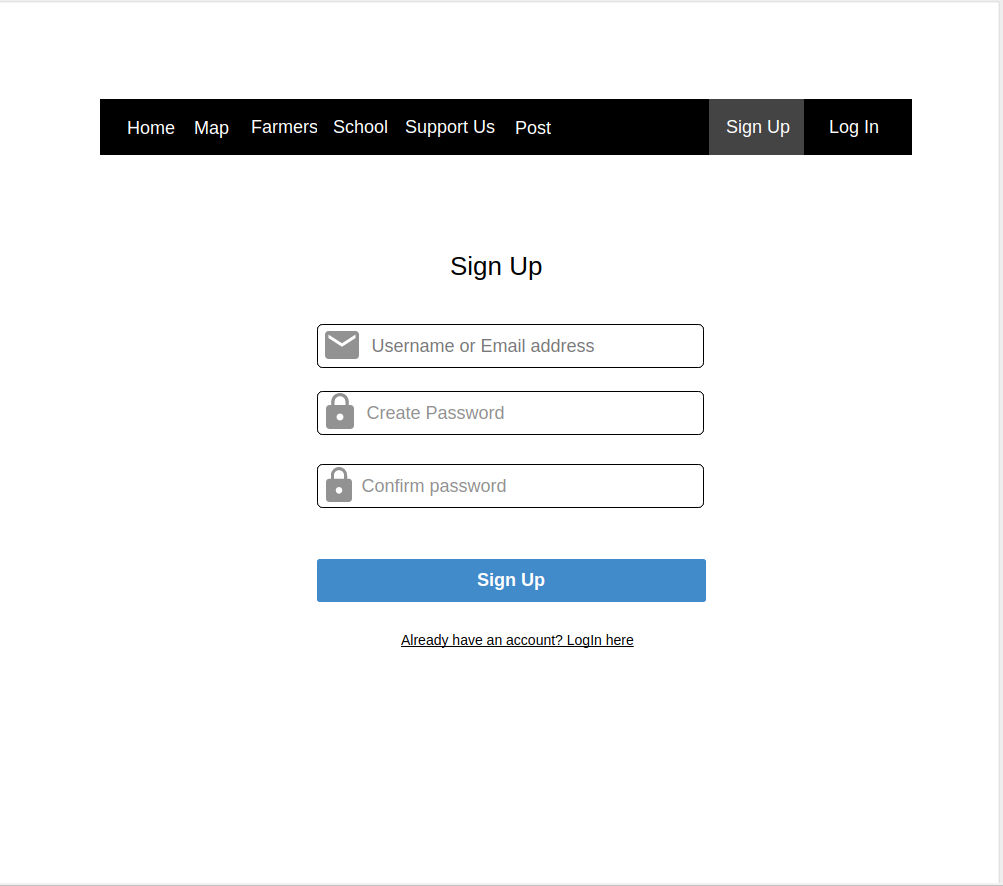 Home Map Farmers School Support Us Post Sign Up Log In
Sign Up
Username or Email address
Create Password
Confirm password
Sign Up
Already have an account? LogIn here